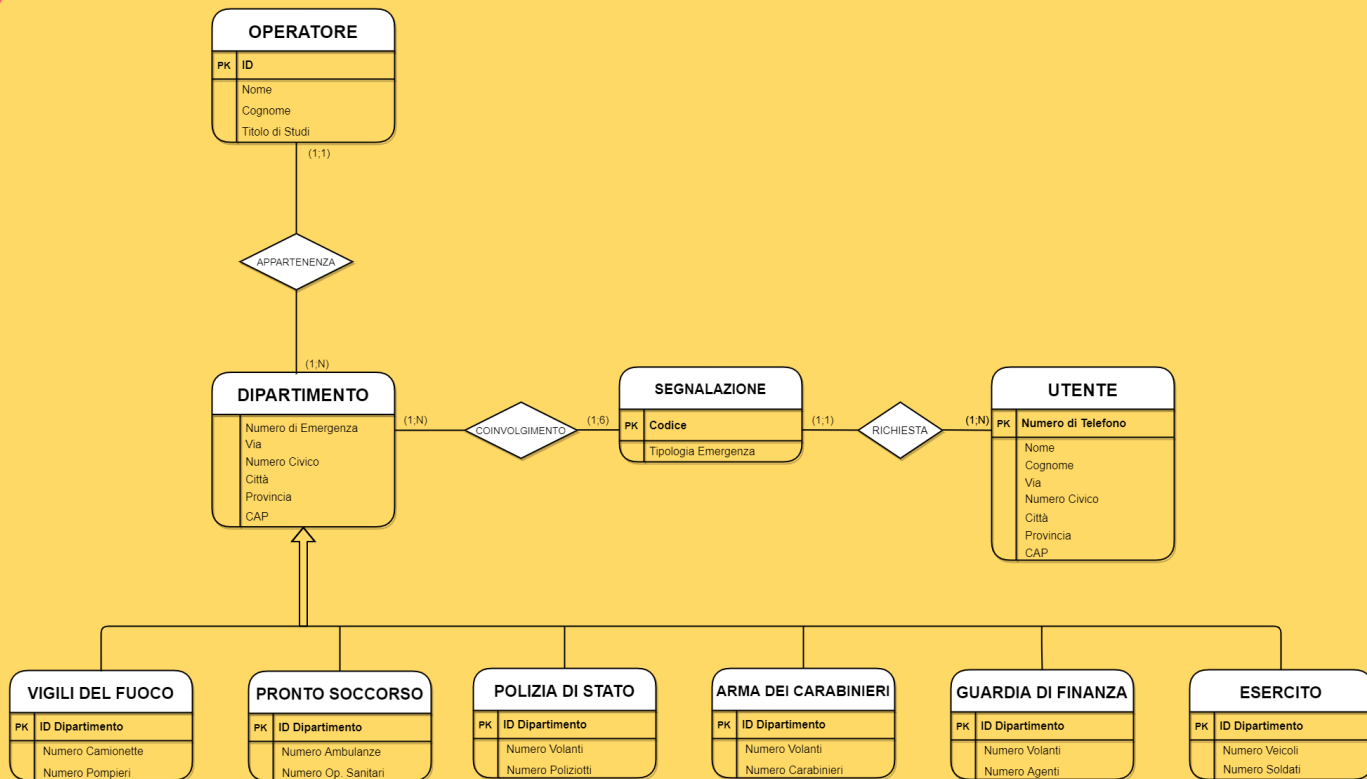 OPERATORE
PK ID
Nome
Cognome
Titolo di Studi
(1;1)
APPARTENENZA
(1;N)
DIPARTIMENTO
Numero di Emergenza
Via
Numero Civico
Città
Provincia
CAP
(1;N)
COINVOLGIMENTO
(1;6)
SEGNALAZIONE
PK Codice
Tipologia Emergenza
(1;1)
RICHIESTA
(1;N)
UTENTE
PK Numero di Telefono
Nome
Cognome
Via
Numero Civico
Città
Provincia
CAP
VIGILI DEL FUOCO
PK ID Dipartimento
Numero Camionette
Numero Pompieri
PRONTO SOCCORSO
PK ID Dipartimento
Numero Ambulanze
Numero Op. Sanitari
POLIZIA DI STATO
PK ID Dipartimento
Numero Volanti
Numero Poliziotti
ARMA DEI CARABINIERI
PK ID Dipartimento
Numero Volanti
Numero Carabinieri
GUARDIA DI FINANZA
PK ID Dipartimento
Numero Volanti
Numero Agenti
ESERCITO
PK ID Dipartimento
Numero Veicoli
Numero Soldati